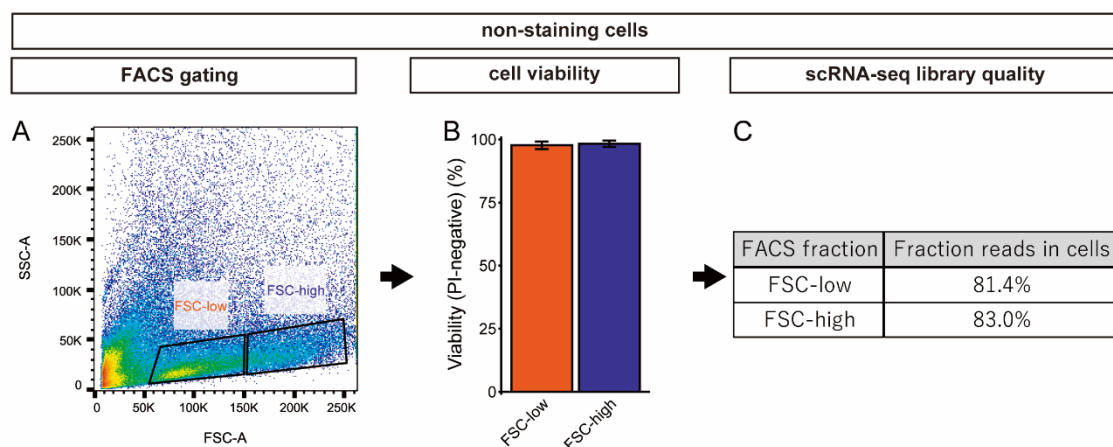 non-staining cells
FACS gating
cell viability
scRNA-seq library quality
A
250K
200K
150K
100K
50K
0
SSC-A
FSC-low
FSC-high
0 50K 100K 150K 200K 250K
FSC-A
B
Viability (PI-negative) (%)
100
75
50
25
0
FSC-low
FSC-high
C
FACS fraction Fraction reads in cells
FSC-low 81.4%
FSC-high 83.0%